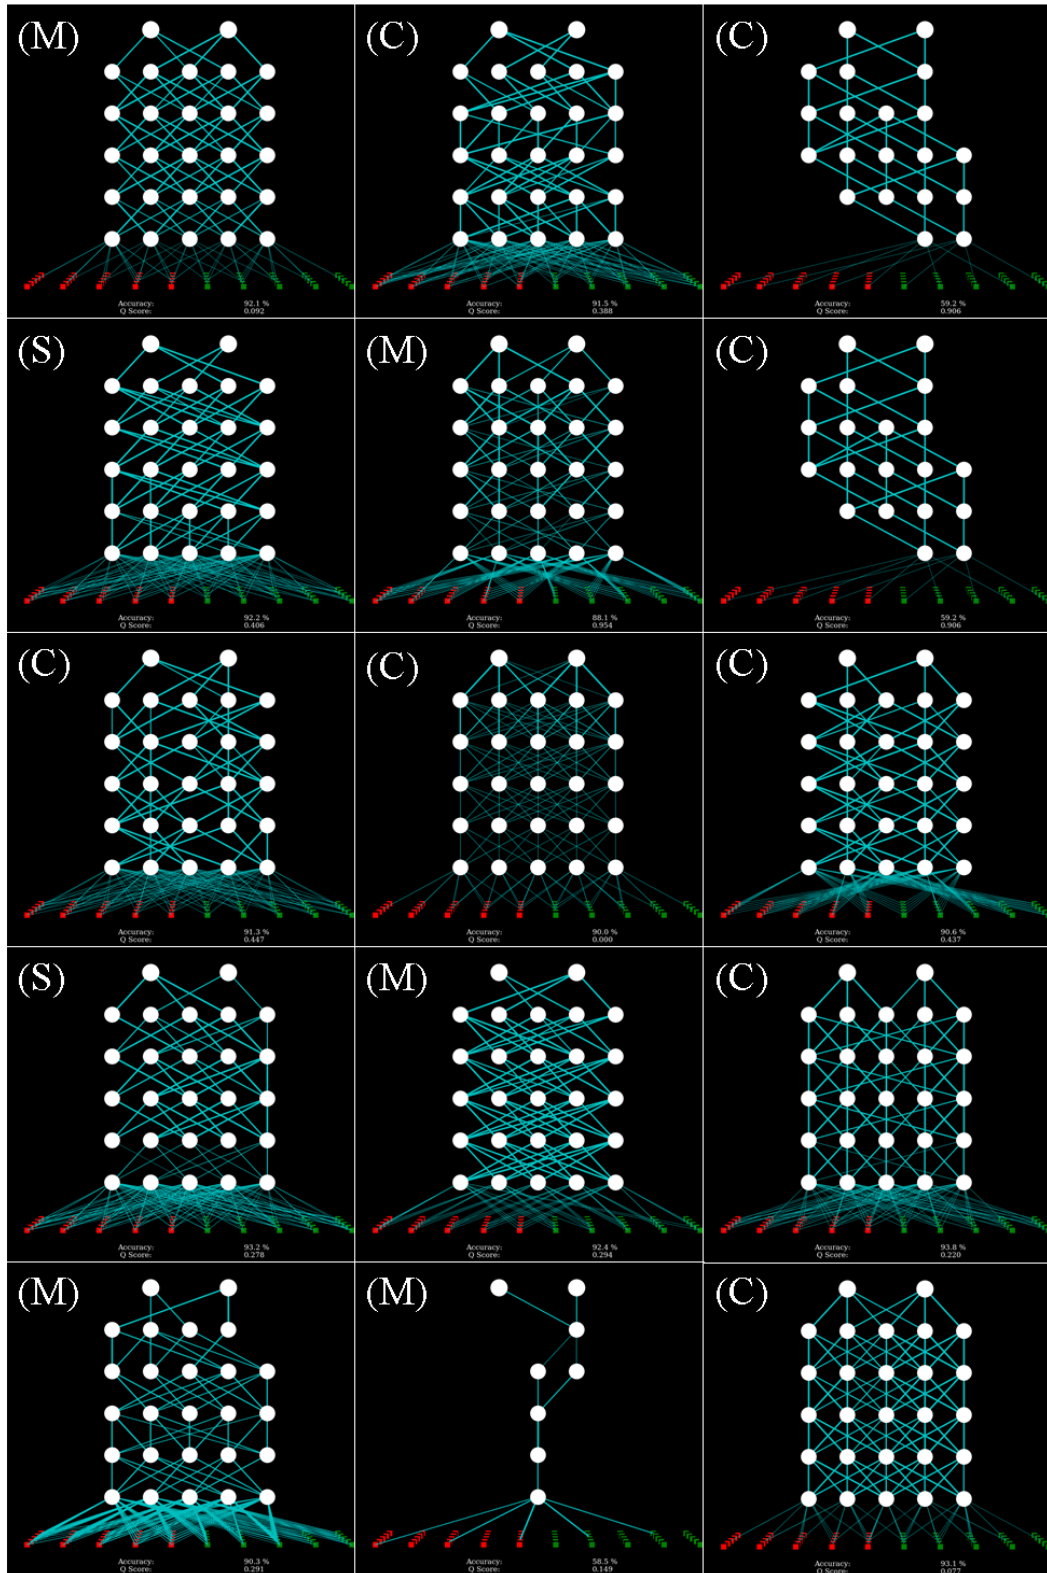 (M) (C) (C)
Accuracy: 92.1 % Accuracy: 91.5 % Accuracy: 59.2 %
Q Score: 0.092 Q Score: 0.388 Q Score: 0.906
(S) (M) (C)
Accuracy: 92.2 % Accuracy: 88.1 % Accuracy: 59.2 %
Q Score: 0.406 Q Score: 0.954 Q Score: 0.906
(C) (C) (C)
Accuracy: 91.3 % Accuracy: 90.0 % Accuracy: 90.6 %
Q Score: 0.447 Q Score: 0.000 Q Score: 0.437
(S) (M) (C)
Accuracy: 93.2 % Accuracy: 92.4 % Accuracy: 93.8 %
Q Score: 0.278 Q Score: 0.294 Q Score: 0.220
(M) (M) (C)
Accuracy: 90.3 % Accuracy: 58.5 % Accuracy: 93.1 %
Q Score: 0.291 Q Score: 0.149 Q Score: 0.077